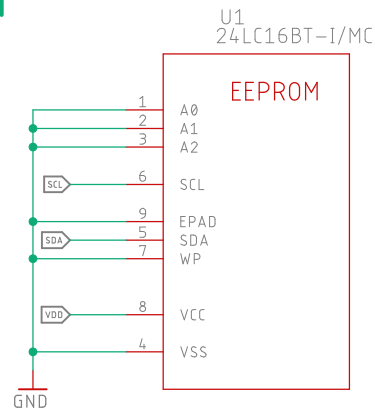 U1
24LC16BT-I/MC
EEPROM
1 A0
2 A1
3 A2
SCL 6 SCL
9 EPAD
SDA 5 SDA
7 WP
VDD 8 VCC
4 VSS
GND